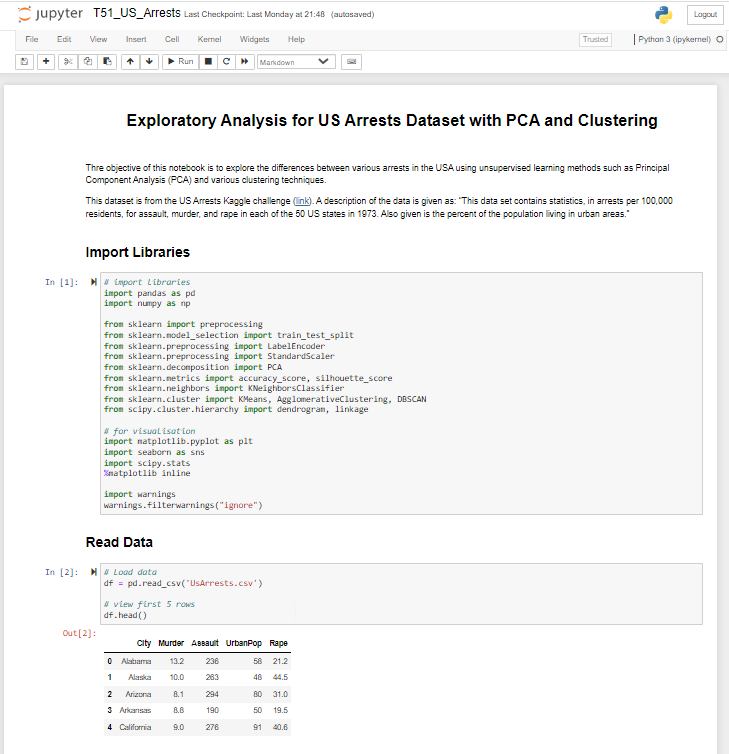 jupyter T51_US_Arrests Last Checkpoint: Last Monday at 21:48 (autosaved)
Logout
File Edit View Insert Cell Kernel Widgets Help
Trusted
Python 3 (ipykernel)
Run
Markdown
Exploratory Analysis for US Arrests Dataset with PCA and Clustering
Thre objective of this notebook is to explore the differences between various arrests in the USA using unsupervised learning methods such as Principal
Component Analysis (PCA) and various clustering techniques.
This dataset is from the US Arrests Kaggle challenge (link). A description of the data is given as: "This data set contains statistics, in arrests per 100,000
residents, for assault, murder, and rape in each of the 50 US states in 1973. Also given is the percent of the population living in urban areas."
Import Libraries
In [1]:
# import Libraries
import pandas as pd
import numpy as np
from sklearn import preprocessing
from sklearn.model_selection import train_test_split
from sklearn.preprocessing import LabelEncoder
from sklearn.preprocessing import StandardScaler
from sklearn.decomposition import PCA
from sklearn.metrics import accuracy_score, silhouette_score
from sklearn.neighbors import KNeighborsClassifier
from sklearn.cluster import KMeans, AgglomerativeClustering, DBSCAN
from scipy.cluster.hierarchy import dendrogram, linkage
# for visualisation
import matplotlib.pyplot as plt
import seaborn as sns
import scipy.stats
%matplotlib inline
import warnings
warnings.filterwarnings("ignore")
Read Data
In [2]:
# Load data
df = pd.read_csv('UsArrests.csv')
# view first 5 rows
df.head()
Out[2]:
City Murder Assault UrbanPop Rape
0 Alabama 13.2 236 58 21.2
1 Alaska 10.0 263 48 44.5
2 Arizona 8.1 294 80 31.0
3 Arkansas 8.8 190 50 19.5
4 California 9.0 276 91 40.6